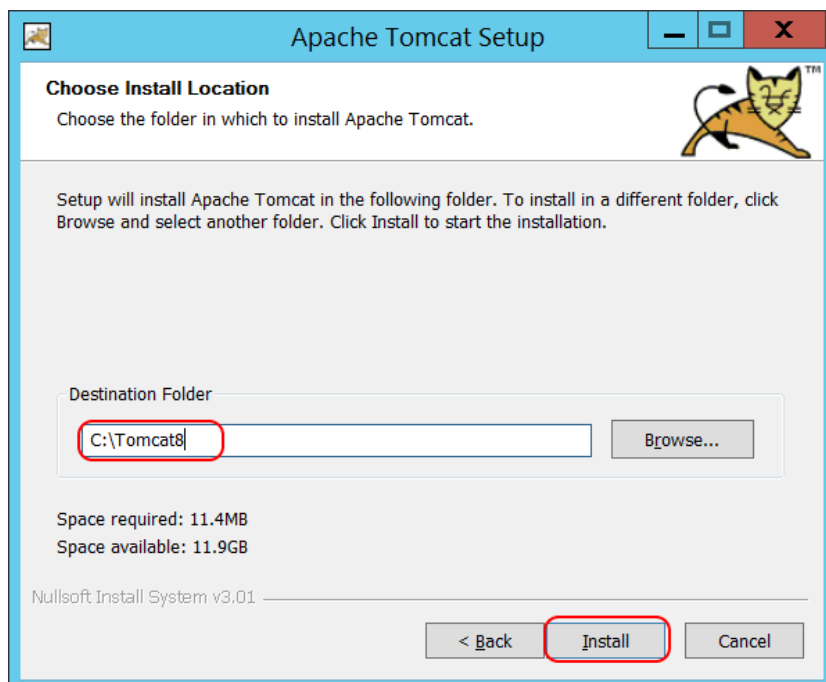 Apache Tomcat Setup
X
Choose Install Location
Choose the folder in which to install Apache Tomcat.
TM
Setup will install Apache Tomcat in the following folder. To install in a different folder, click
Browse and select another folder. Click Install to start the installation.
Destination Folder
C:\Tomcat8
Browse...
Space required: 11.4MB
Space available: 11.9GB
Nullsoft Install System v3.01
< Back
Install
Cancel